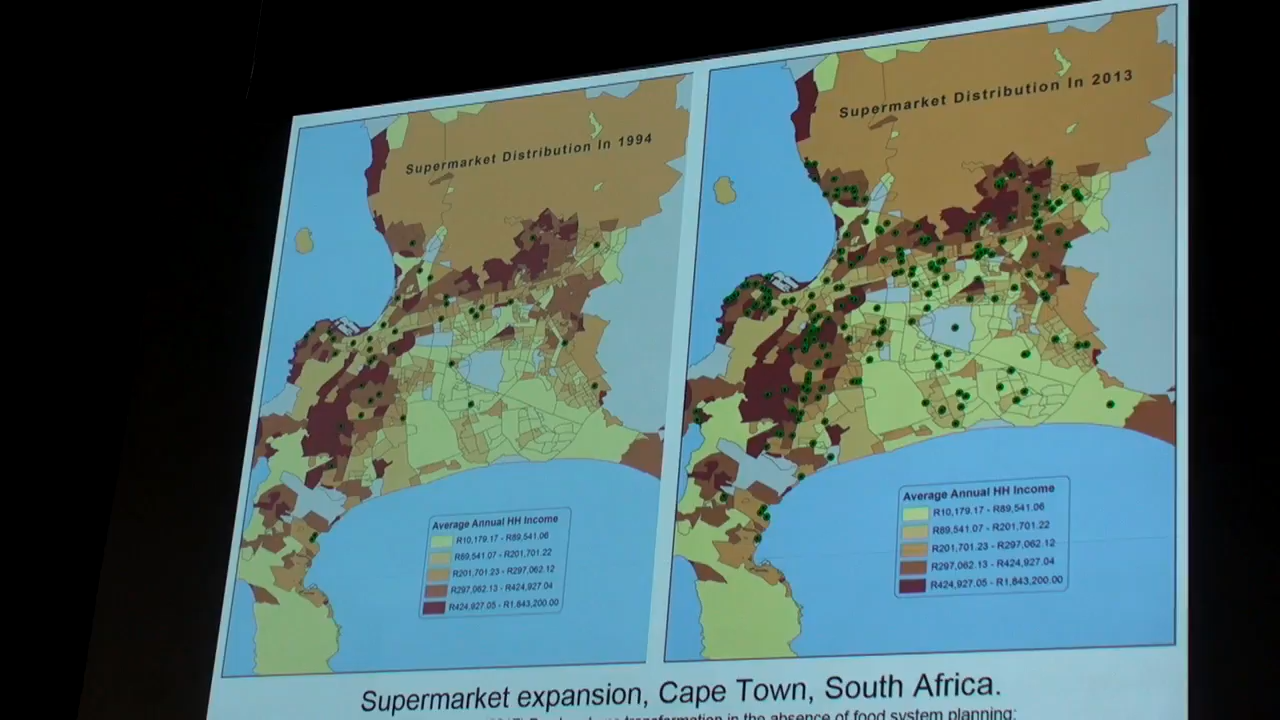 Supermarket Distribution In 1994
Average Annual HH Income
R10,179.17 - R89,541.06
R89,541.07 - R201,701.22
R201,701.23 - R297,062.12
R297,062.13 - R424,927.04
R424,927.05 - R1,643,200.00
Supermarket Distribution In 2013
Average Annual HH Income
R10,179.17 - R89,541.06
R89,541.07 - R201,701.22
R201,701.23 - R297,062.12
R297,062.13 - R424,927.04
R424,927.05 - R1,643,200.00
Supermarket expansion, Cape Town, South Africa.
transformation in the absence of food system planning: